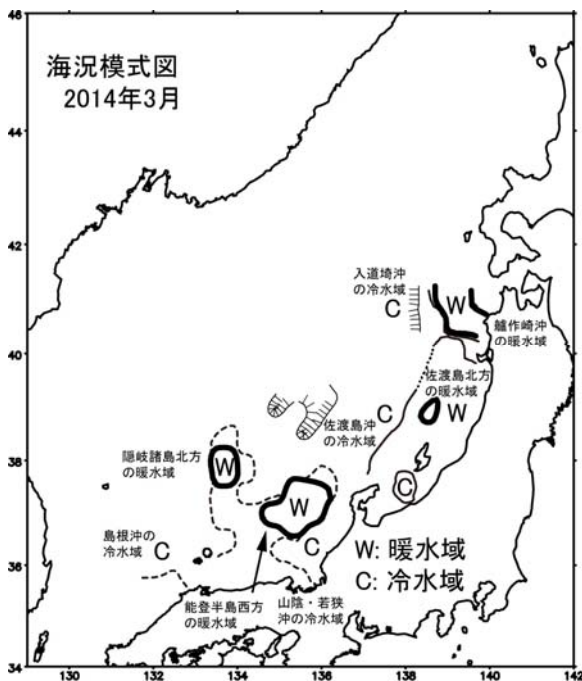 海況模式図
2014年3月
46
44
42
40
38
36
34
入道埼沖
の冷水域
C
W
艫作崎沖
の暖水域
佐渡島北方
の暖水域
W
C
佐渡島沖
の冷水域
隠岐諸島北方
の暖水域
W
W
C
島根沖の
冷水域
C
C
W: 暖水域
C: 冷水域
能登半島西方
の暖水域
山陰・若狭
沖の冷水域
130
132
134
136
138
140
142